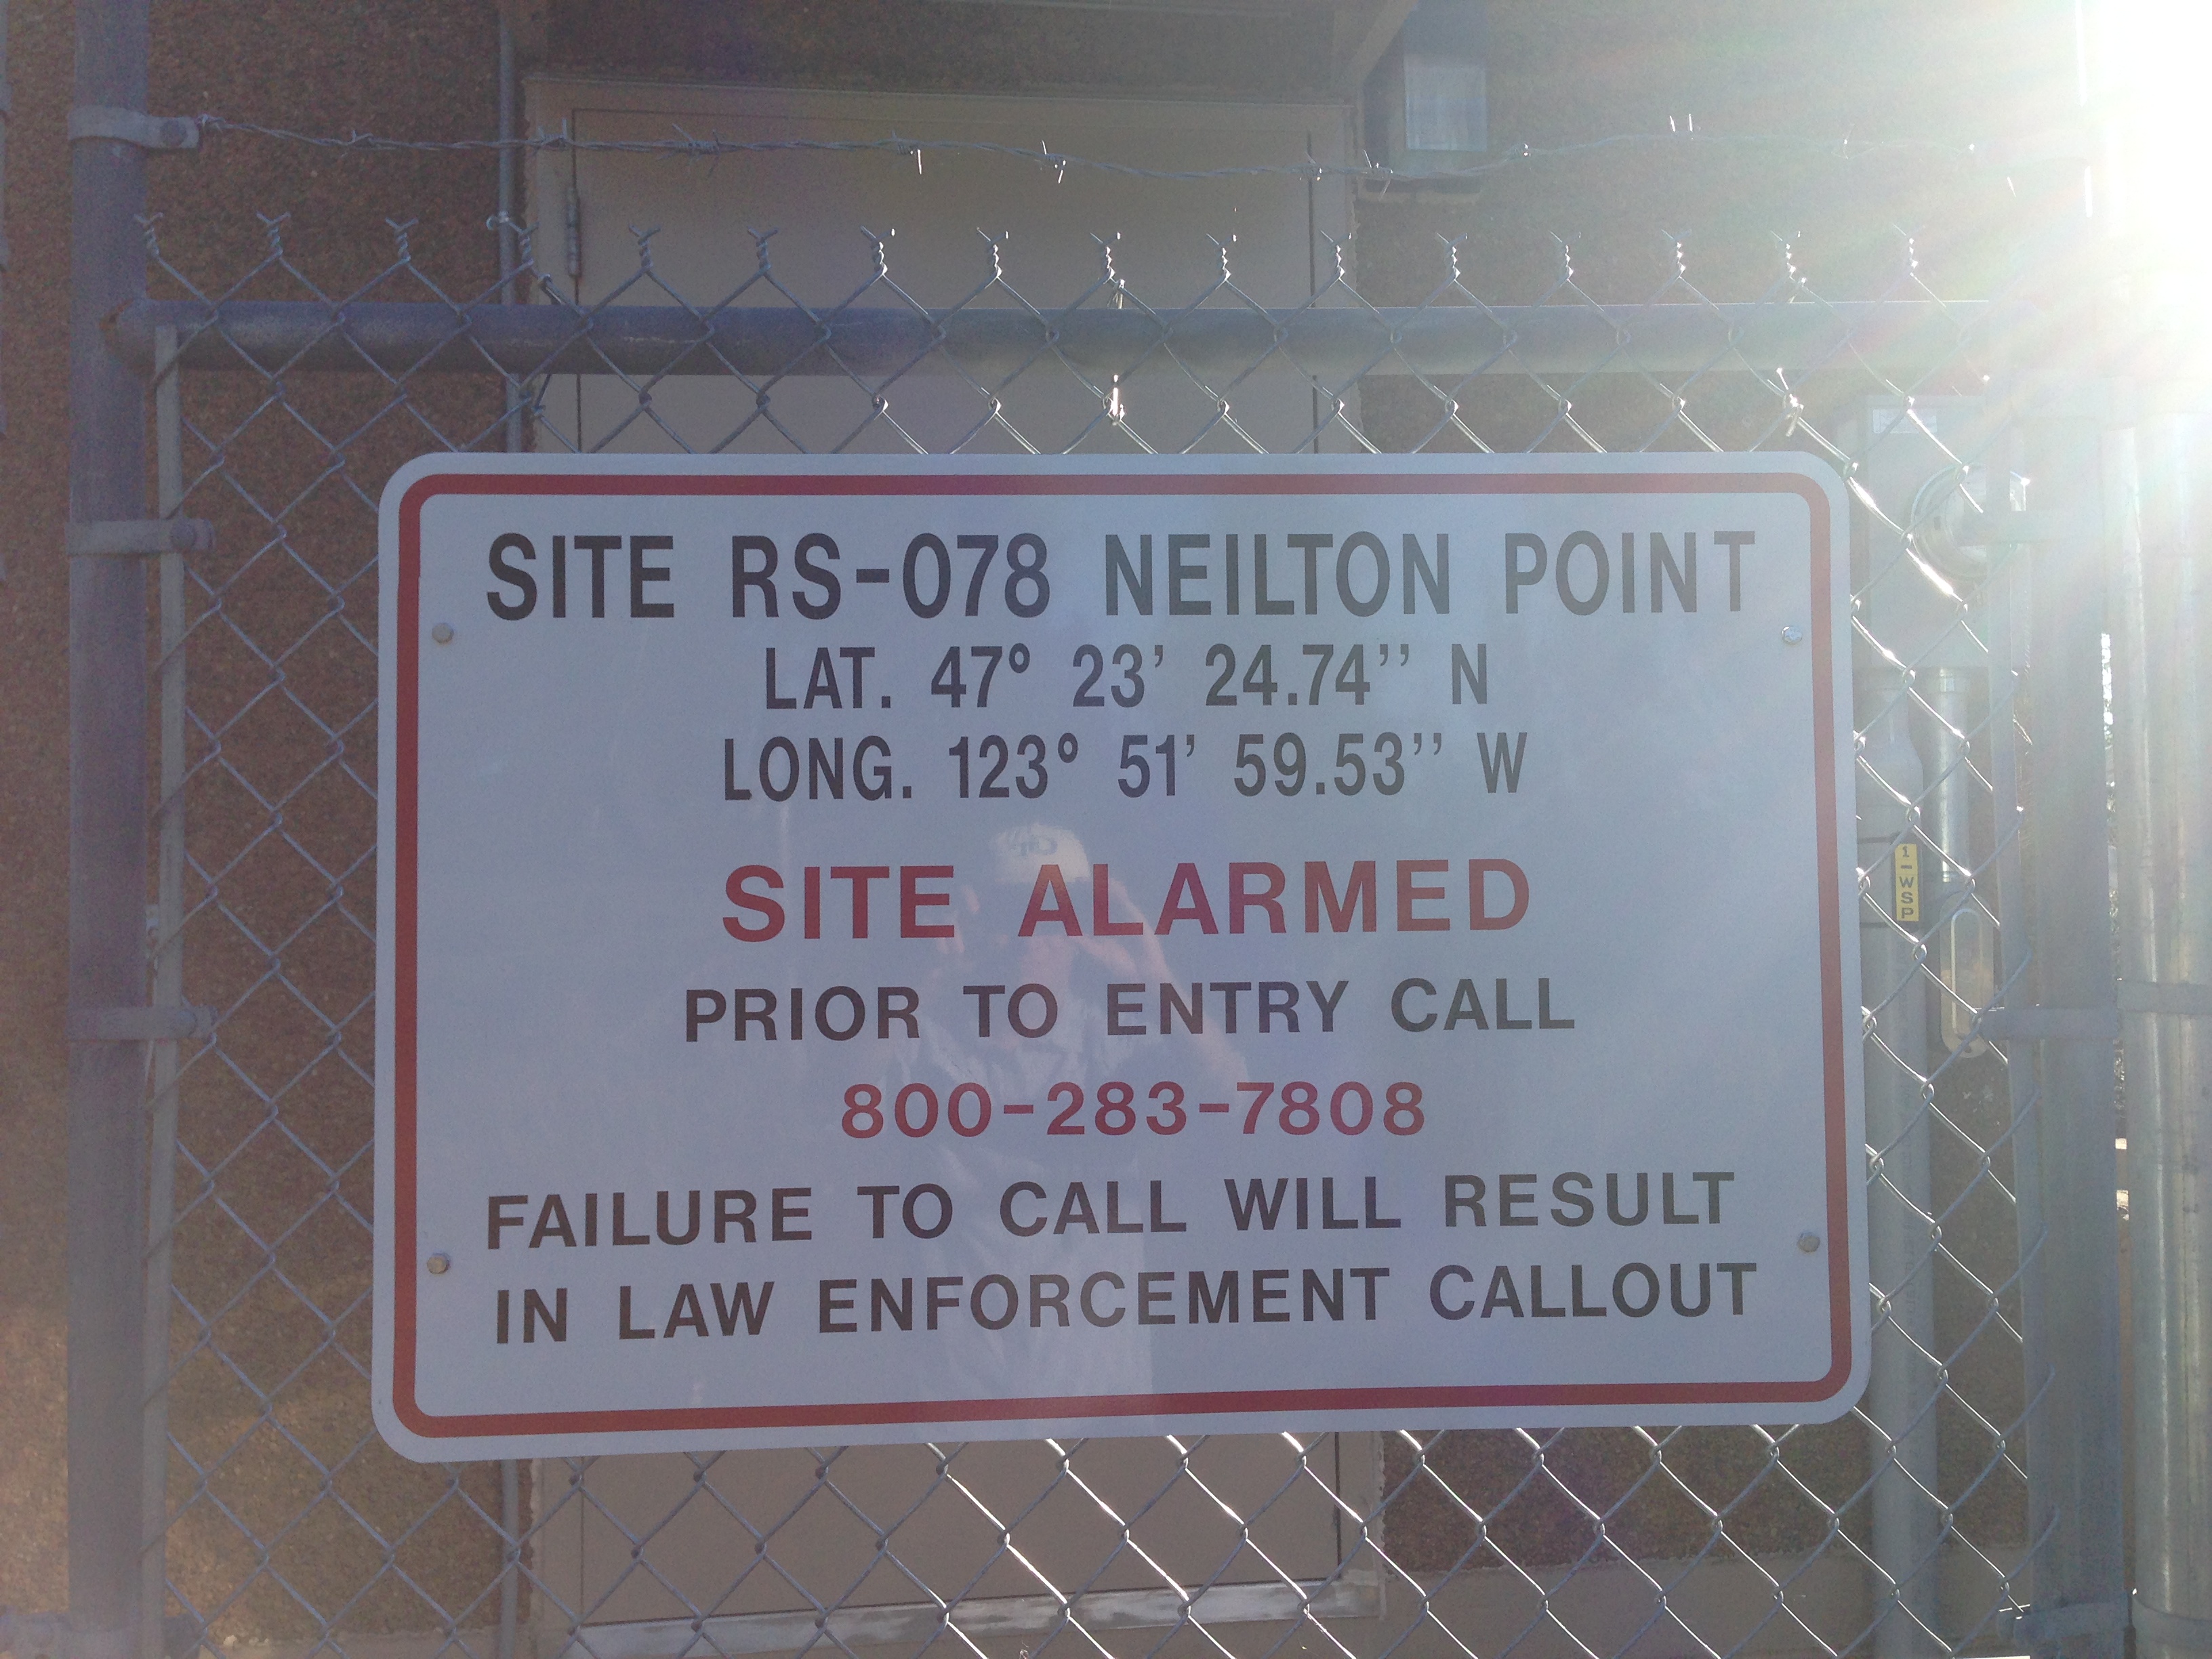 SITE RS-078 NEILTON POINT
LAT. 47° 23' 24.74'' N
LONG. 123° 51' 59.53'' W
SITE ALARMED
PRIOR TO ENTRY CALL
800-283-7808
FAILURE TO CALL WILL RESULT
IN LAW ENFORCEMENT CALLOUT
1-WSP